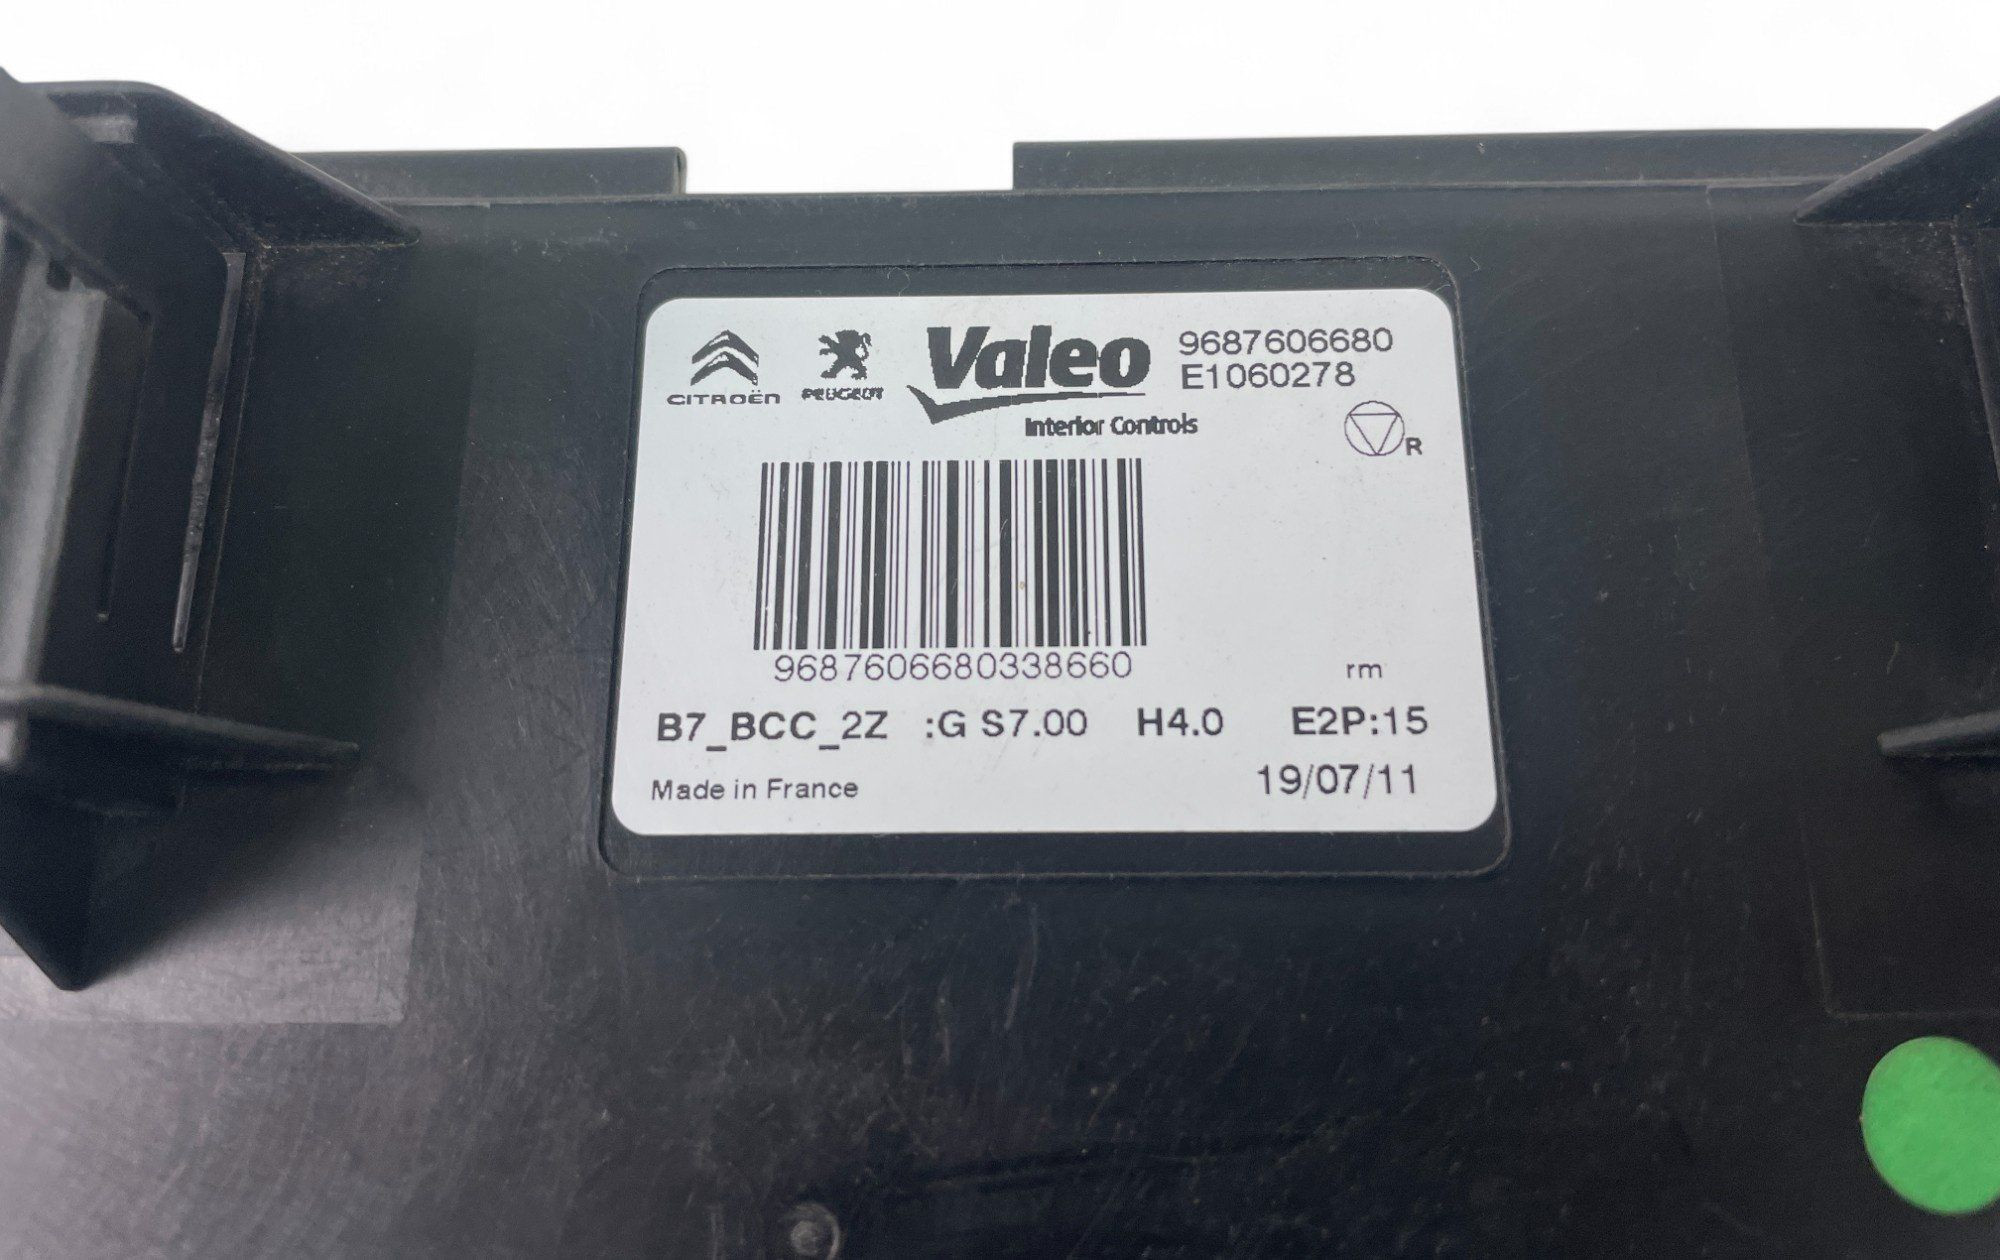 CITROËN PEUGEOT Valeo 9687606680
E1060278
Interior Controls
R
9687606680338660
rm
B7_BCC_2Z :G S7.00 H4.0 E2P:15
Made in France 19/07/11